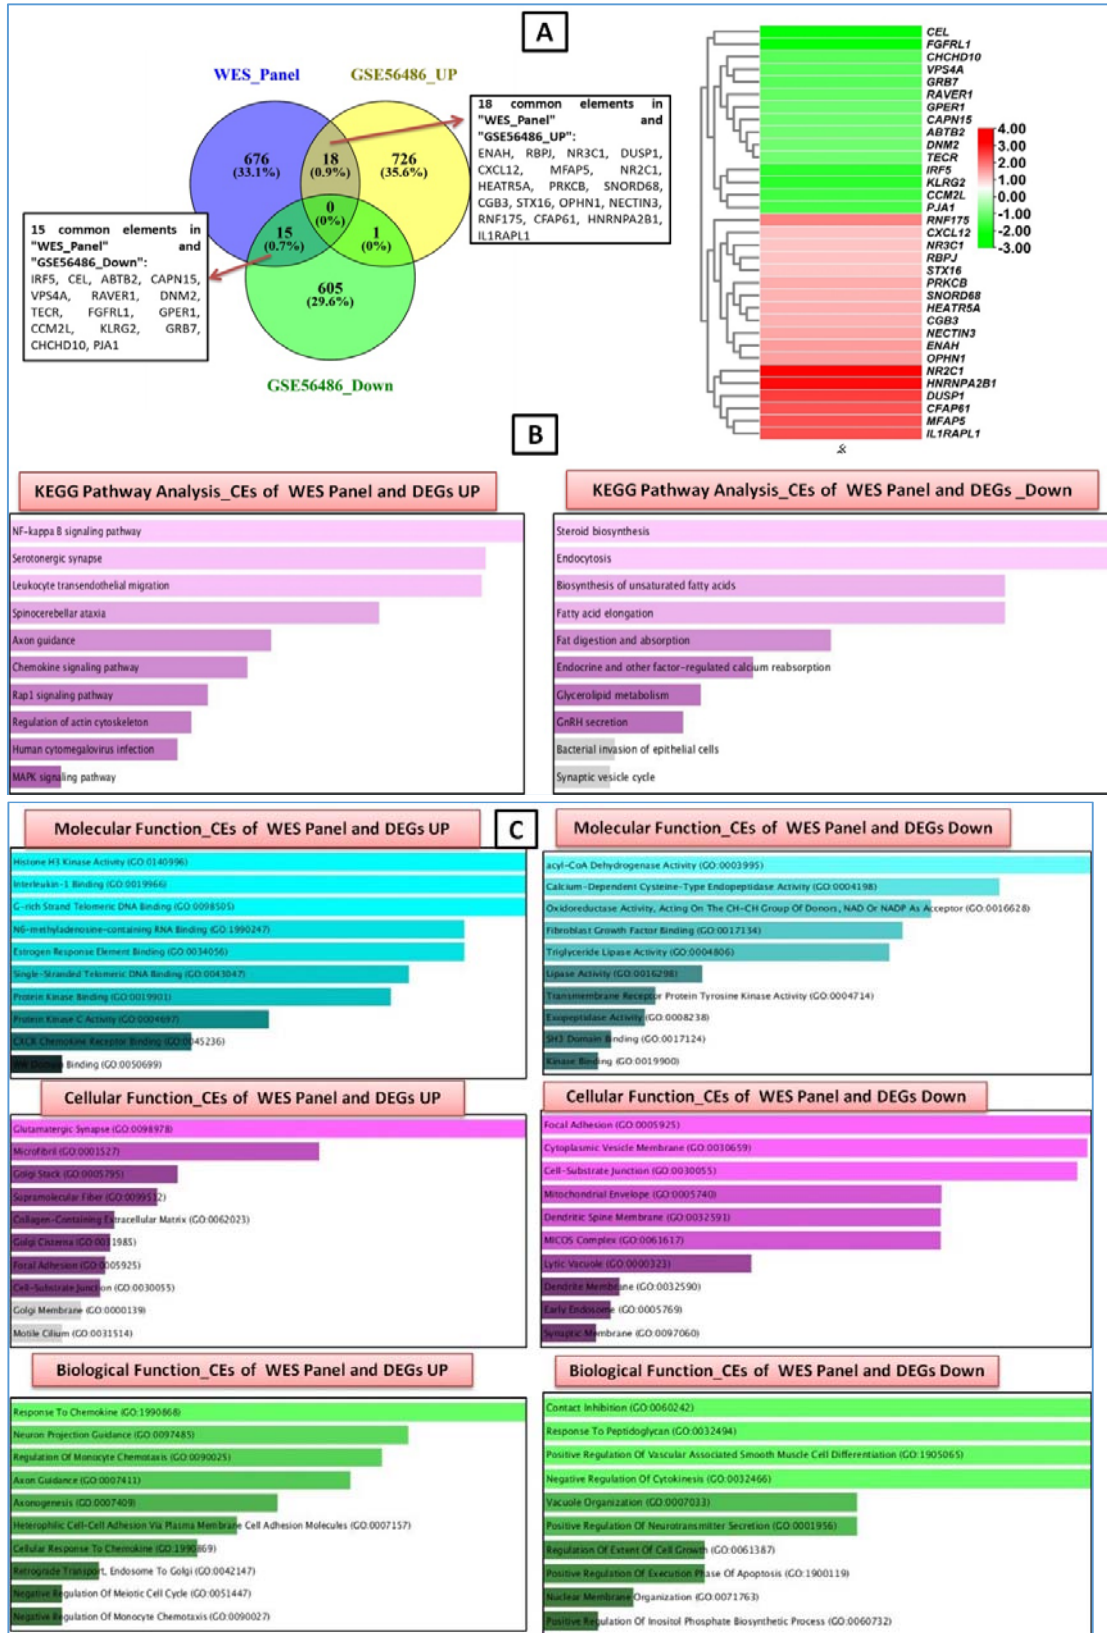 A
WES_Panel
GSE56486_UP
676
(33.1%)
18
(0.9%)
726
(35.6%)
0
(0%)
15
(0.7%)
1
(0%)
605
(29.6%)
GSE56486_Down
18 common elements in
"WES_Panel" and
"GSE56486_UP":
ENAH, RBPJ, NR3C1, DUSP1,
CXCL12, MFAP5, NR2C1,
HEATR5A, PRKCB, SNORD68,
CGB3, STX16, OPHN1, NECTIN3,
RNF175, CFAP61, HNRNPA2B1,
IL1RAPL1
15 common elements in
"WES_Panel" and
"GSE56486_Down":
IRF5, CEL, ABTB2, CAPN15,
VPS4A, RAVER1, DNM2,
TECR, FGFRL1, GPER1,
CCM2L, KLRG2, GRB7,
CHCHD10, PJA1
CEL
FGFRL1
CHCHD10
VPS4A
GRB7
RAVER1
GPER1
CAPN15
ABTB2
DNM2
TECR
IRF5
KLRG2
CCM2L
PJA1
RNF175
CXCL12
NR3C1
RBPJ
STX16
PRKCB
SNORD68
HEATR5A
CGB3
NECTIN3
ENAH
OPHN1
NR2C1
HNRNPA2B1
DUSP1
CFAP61
MFAP5
IL1RAPL1
4.00
3.00
2.00
1.00
0.00
-1.00
-2.00
-3.00
B
KEGG Pathway Analysis_CEs of WES Panel and DEGs UP
NF-kappa B signaling pathway
Serotonergic synapse
Leukocyte transendothelial migration
Spinocerebellar ataxia
Axon guidance
Chemokine signaling pathway
Rap1 signaling pathway
Regulation of actin cytoskeleton
Human cytomegalovirus infection
MAPK signaling pathway
KEGG Pathway Analysis_CEs of WES Panel and DEGs _Down
Steroid biosynthesis
Endocytosis
Biosynthesis of unsaturated fatty acids
Fatty acid elongation
Fat digestion and absorption
Endocrine and other factor-regulated calcium reabsorption
Glycerolipid metabolism
GnRH secretion
Bacterial invasion of epithelial cells
Synaptic vesicle cycle
C
Molecular Function_CEs of WES Panel and DEGs UP
Histone H3 Kinase Activity (GO:0140996)
Interleukin-1 Binding (GO:0019966)
G-rich Strand Telomeric DNA Binding (GO:0098505)
N6-methyladenosine-containing RNA Binding (GO:1990247)
Estrogen Response Element Binding (GO:0034056)
Single-Stranded Telomeric DNA Binding (GO:0043047)
Protein Kinase Binding (GO:0019901)
Protein Kinase C Activity (GO:0004697)
CXCR Chemokine Receptor Binding (GO:0045236)
Domain Binding (GO:0050699)
Molecular Function_CEs of WES Panel and DEGs Down
acyl-CoA Dehydrogenase Activity (GO:0003995)
Calcium-Dependent Cysteine-Type Endopeptidase Activity (GO:0004198)
Oxidoreductase Activity, Acting On The CH-CH Group Of Donors, NAD Or NADP As Acceptor (GO:0016628)
Fibroblast Growth Factor Binding (GO:0017134)
Triglyceride Lipase Activity (GO:0004806)
Lipase Activity (GO:0016298)
Transmembrane Receptor Protein Tyrosine Kinase Activity (GO:0004714)
Exopeptidase Activity (GO:0008238)
SH3 Domain Binding (GO:0017124)
Kinase Binding (GO:0019900)
Cellular Function_CEs of WES Panel and DEGs UP
Glutamatergic Synapse (GO:0098978)
Microfibril (GO:0001527)
Golgi Stack (GO:0005795)
Supramolecular Fiber (GO:0099512)
Collagen-Containing Extracellular Matrix (GO:0062023)
Golgi Cisterna (GO:0031985)
Focal Adhesion (GO:0005925)
Cell-Substrate Junction (GO:0030055)
Golgi Membrane (GO:0000139)
Motile Cilium (GO:0031514)
Cellular Function_CEs of WES Panel and DEGs Down
Focal Adhesion (GO:0005925)
Cytoplasmic Vesicle Membrane (GO:0030659)
Cell-Substrate Junction (GO:0030055)
Mitochondrial Envelope (GO:0005740)
Dendritic Spine Membrane (GO:0032591)
MICOS Complex (GO:0061617)
Lytic Vacuole (GO:0000323)
Dendrite Membrane (GO:0032590)
Early Endosome (GO:0005769)
Synaptic Membrane (GO:0097060)
Biological Function_CEs of WES Panel and DEGs UP
Response To Chemokine (GO:1990868)
Neuron Projection Guidance (GO:0097485)
Regulation Of Monocyte Chemotaxis (GO:0090025)
Axon Guidance (GO:0007411)
Axonogenesis (GO:0007409)
Heterophilic Cell-Cell Adhesion Via Plasma Membrane Cell Adhesion Molecules (GO:0007157)
Cellular Response To Chemokine (GO:1990869)
Retrograde Transport, Endosome To Golgi (GO:0042147)
Negative Regulation Of Meiotic Cell Cycle (GO:0051447)
Negative Regulation Of Monocyte Chemotaxis (GO:0090027)
Biological Function_CEs of WES Panel and DEGs Down
Contact Inhibition (GO:0060242)
Response To Peptidoglycan (GO:0032494)
Positive Regulation Of Vascular Associated Smooth Muscle Cell Differentiation (GO:1905065)
Negative Regulation Of Cytokinesis (GO:0032466)
Vacuole Organization (GO:0007033)
Positive Regulation Of Neurotransmitter Secretion (GO:0001956)
Regulation Of Extent Of Cell Growth (GO:0061387)
Positive Regulation Of Execution Phase Of Apoptosis (GO:1900119)
Nuclear Membrane Organization (GO:0071763)
Positive Regulation Of Inositol Phosphate Biosynthetic Process (GO:0060732)